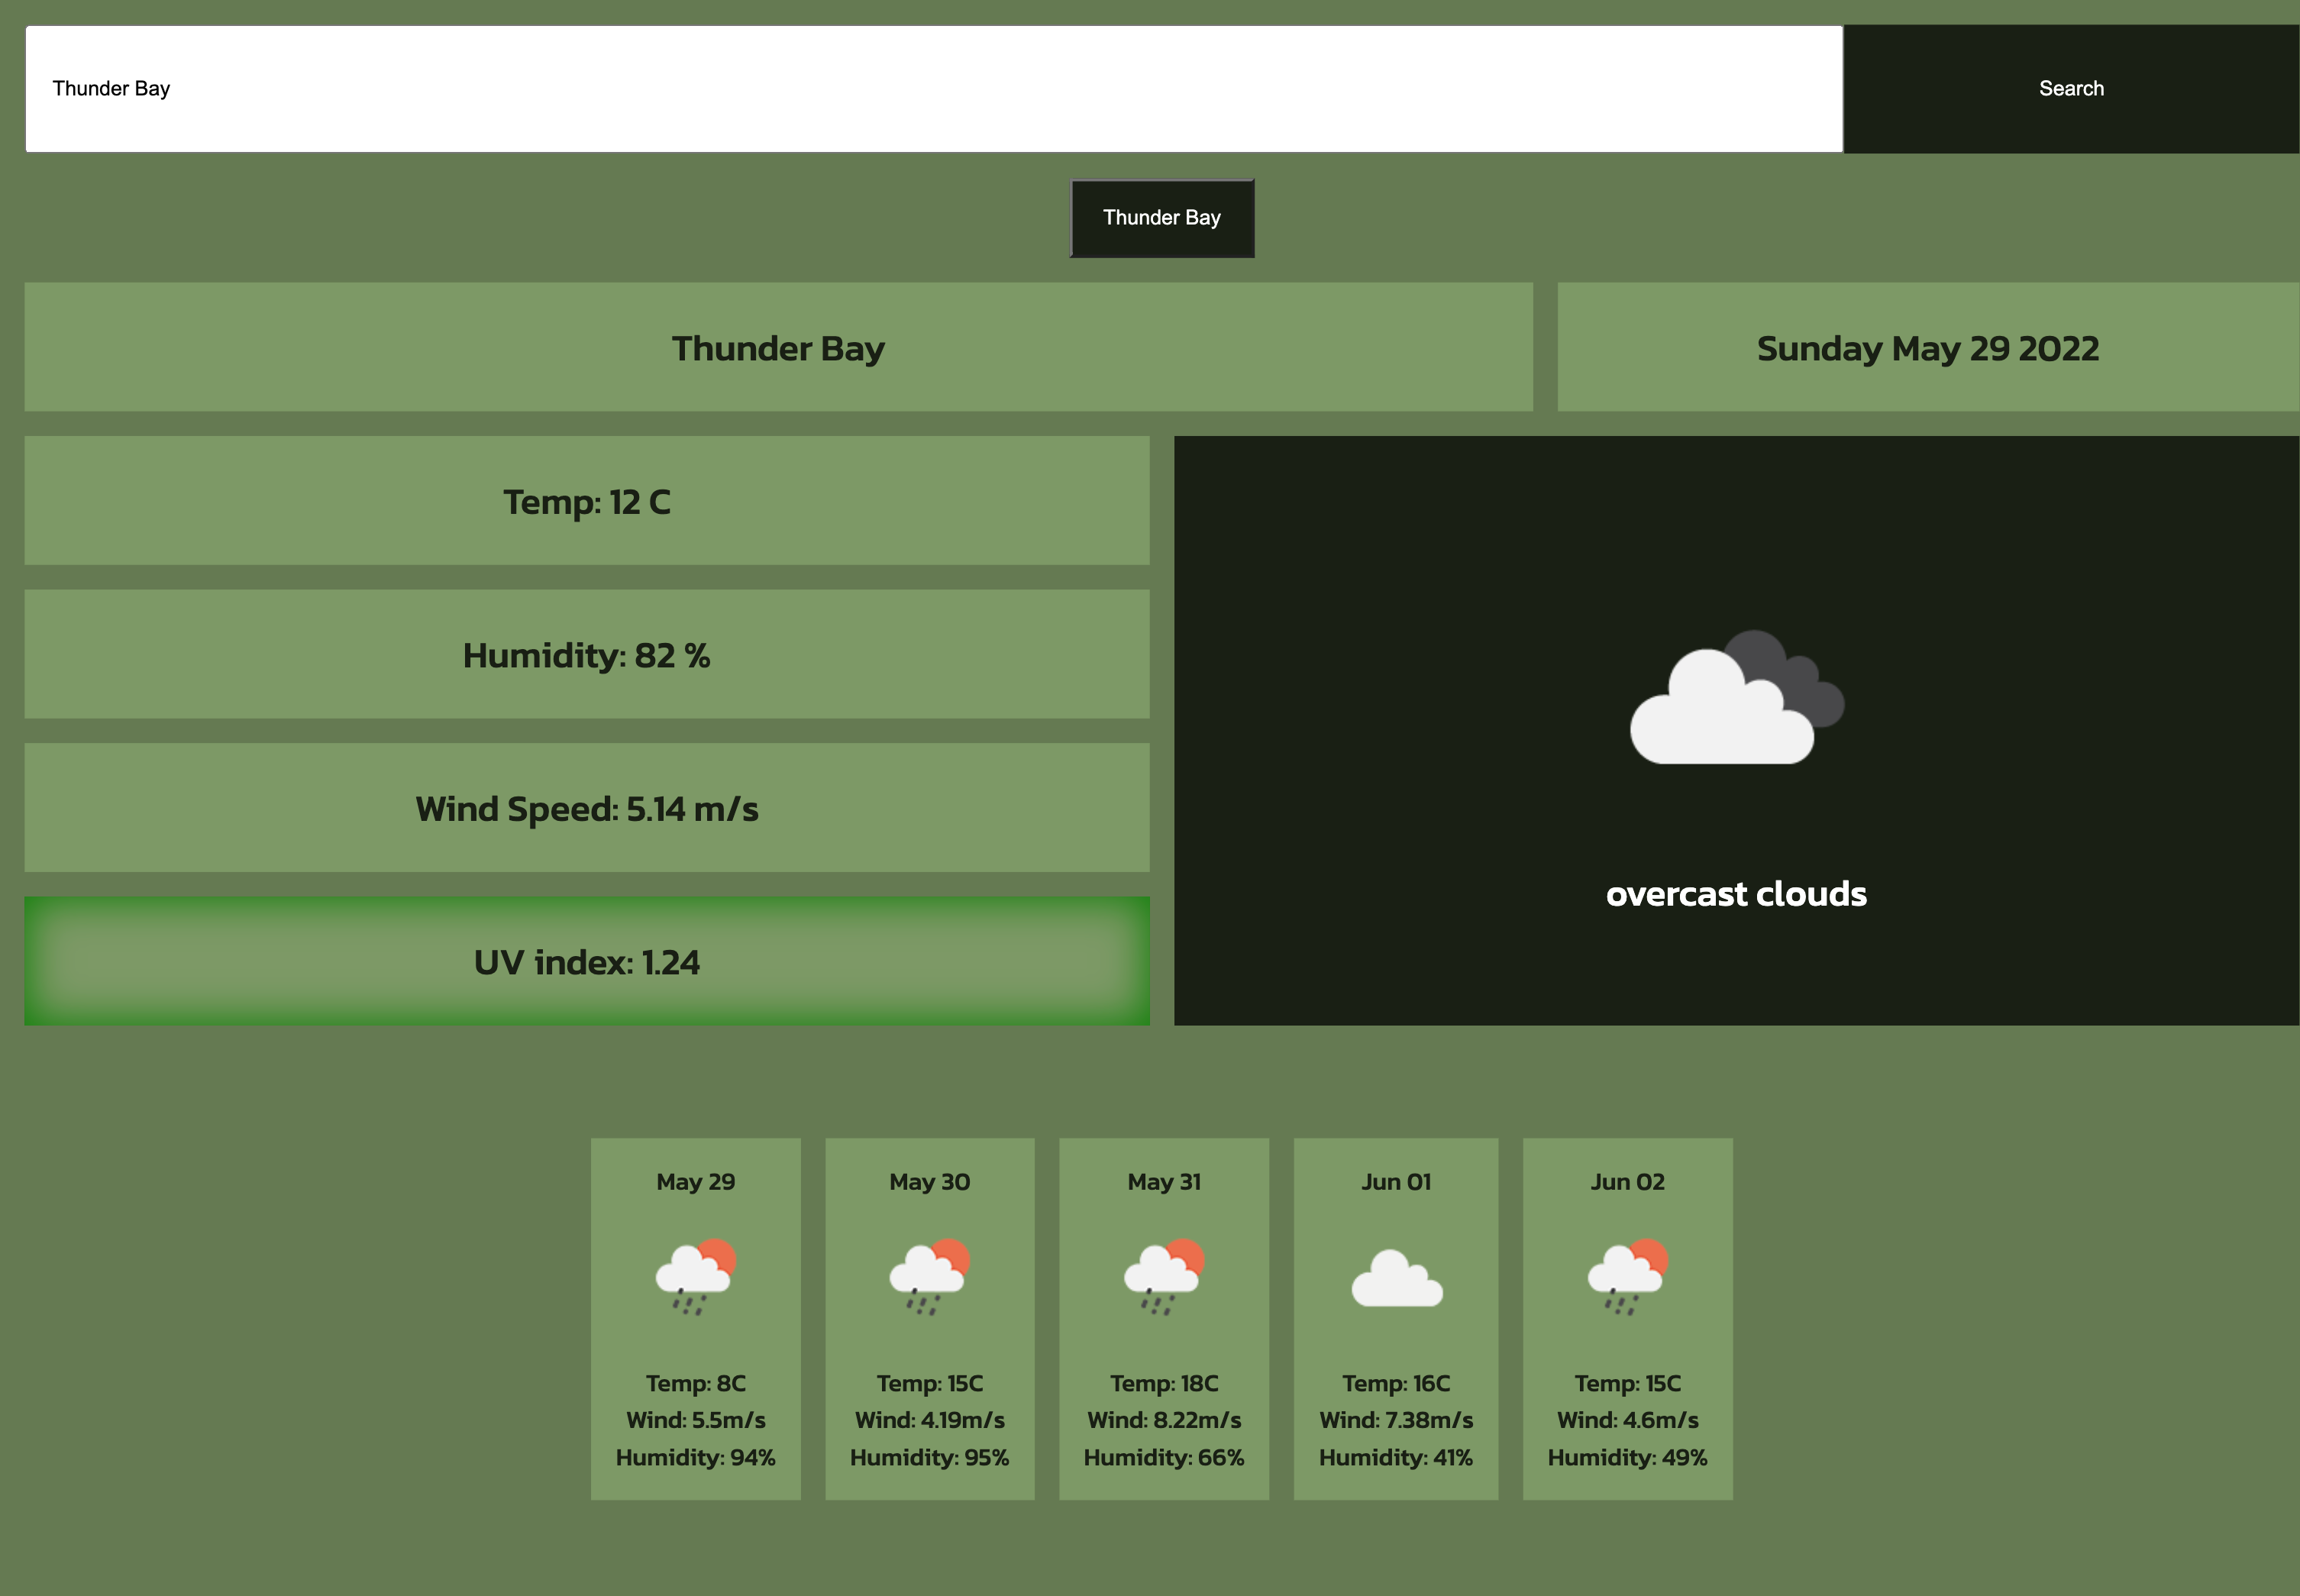 Thunder Bay
Search
Thunder Bay
Thunder Bay
Sunday May 29 2022
Temp: 12 C
Humidity: 82 %
Wind Speed: 5.14 m/s
UV index: 1.24
overcast clouds
May 29
Temp: 8C
Wind: 5.5m/s
Humidity: 94%
May 30
Temp: 15C
Wind: 4.19m/s
Humidity: 95%
May 31
Temp: 18C
Wind: 8.22m/s
Humidity: 66%
Jun 01
Temp: 16C
Wind: 7.38m/s
Humidity: 41%
Jun 02
Temp: 15C
Wind: 4.6m/s
Humidity: 49%